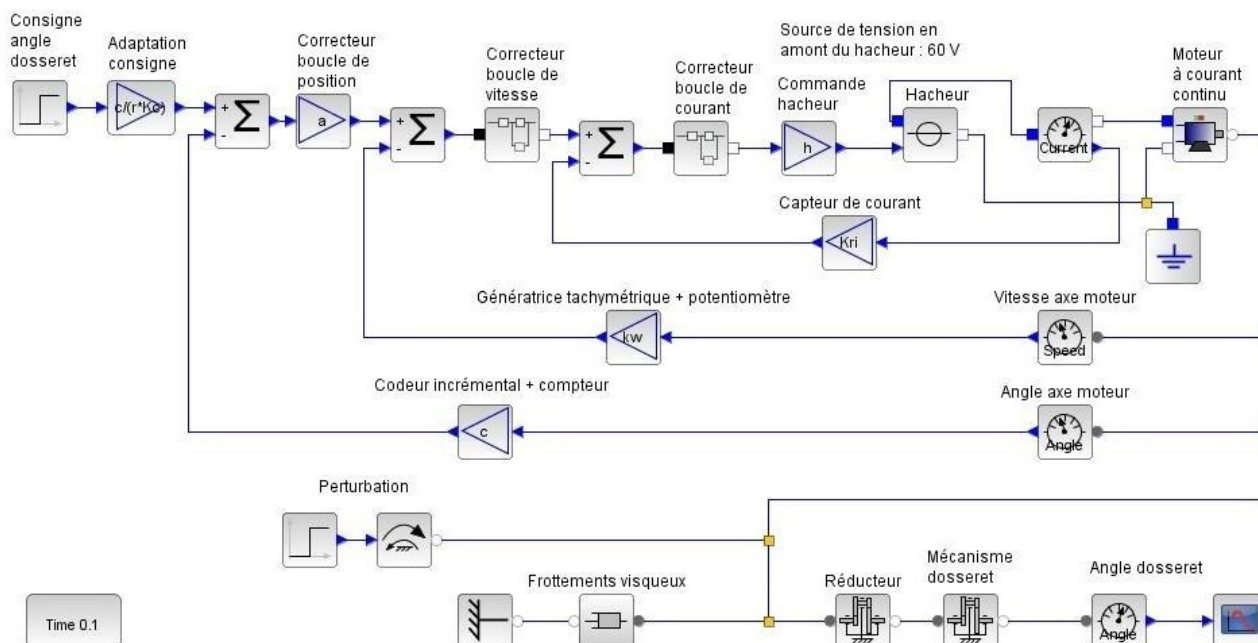 Consigne
angle
dosseret
Adaptation
consigne
c/(r*Kd)
+
-
Σ
Correcteur
boucle de
position
a
+
-
Σ
Correcteur
boucle de
vitesse
+
-
Σ
Correcteur
boucle de
courant
Source de tension en
amont du hacheur : 60 V
Commande
hacheur
h
Hacheur
Current
Moteur
à courant
continu
Capteur de courant
Kri
Génératrice tachymétrique + potentiomètre
kw
Vitesse axe moteur
Speed
Codeur incrémental + compteur
c
Angle axe moteur
Angle
Perturbation
Frottements visqueux
Réducteur
Mécanisme
dosseret
Angle dosseret
Angle
Time 0.1